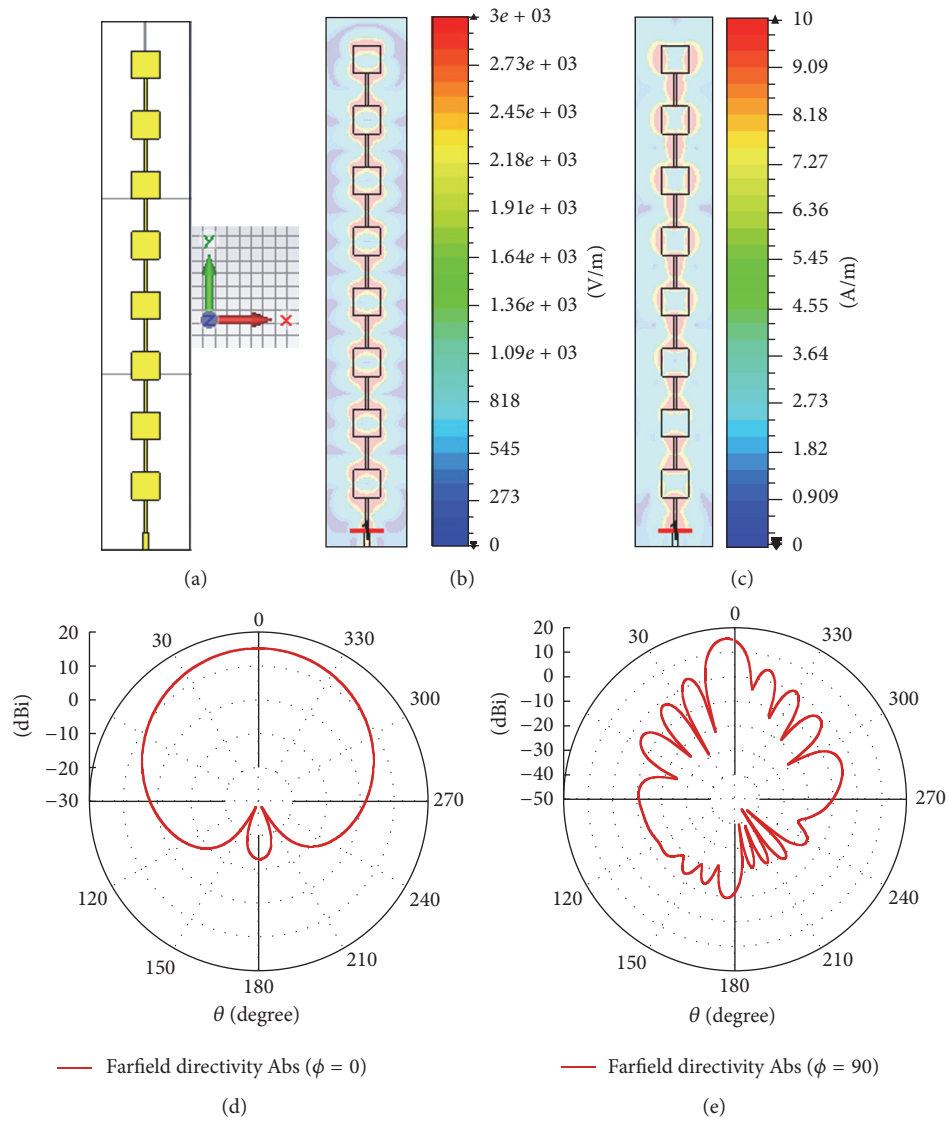 y
z
x
3e + 03
2.73e + 03
2.45e + 03
2.18e + 03
1.91e + 03
1.64e + 03
1.36e + 03
1.09e + 03
818
545
273
0
(V/m)
1
10
9.09
8.18
7.27
6.36
5.45
4.55
3.64
2.73
1.82
0.909
0
(A/m)
1
(a)
(b)
(c)
20
10
0
−10
−20
−30
(dBi)
0
330
300
270
240
210
180
150
120
30
θ (degree)
Farfield directivity Abs (ϕ = 0)
(d)
20
10
0
−10
−20
−30
−40
−50
(dBi)
0
330
300
270
240
210
180
150
120
30
θ (degree)
Farfield directivity Abs (ϕ = 90)
(e)